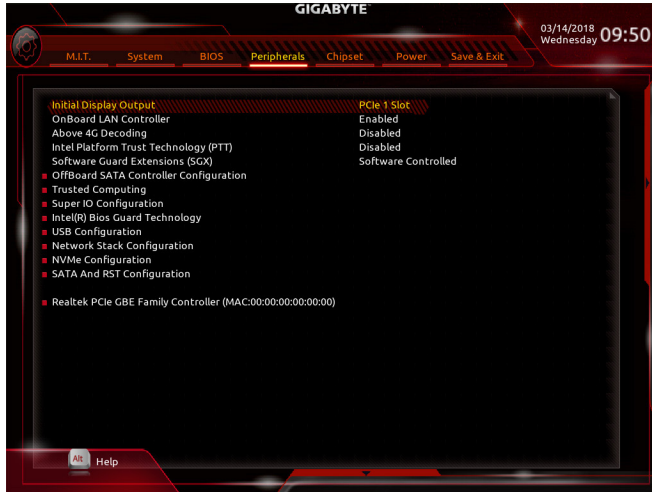 GIGABYTE™
03/14/2018
Wednesday
09:50
M.I.T. System BIOS Peripherals Chipset Power Save & Exit
Initial Display Output PCIe 1 Slot
OnBoard LAN Controller Enabled
Above 4G Decoding Disabled
Intel Platform Trust Technology (PTT) Disabled
Software Guard Extensions (SGX) Software Controlled
OffBoard SATA Controller Configuration
Trusted Computing
Super IO Configuration
Intel(R) Bios Guard Technology
USB Configuration
Network Stack Configuration
NVMe Configuration
SATA And RST Configuration
Realtek PCIe GBE Family Controller (MAC:00:00:00:00:00:00)
Alt Help